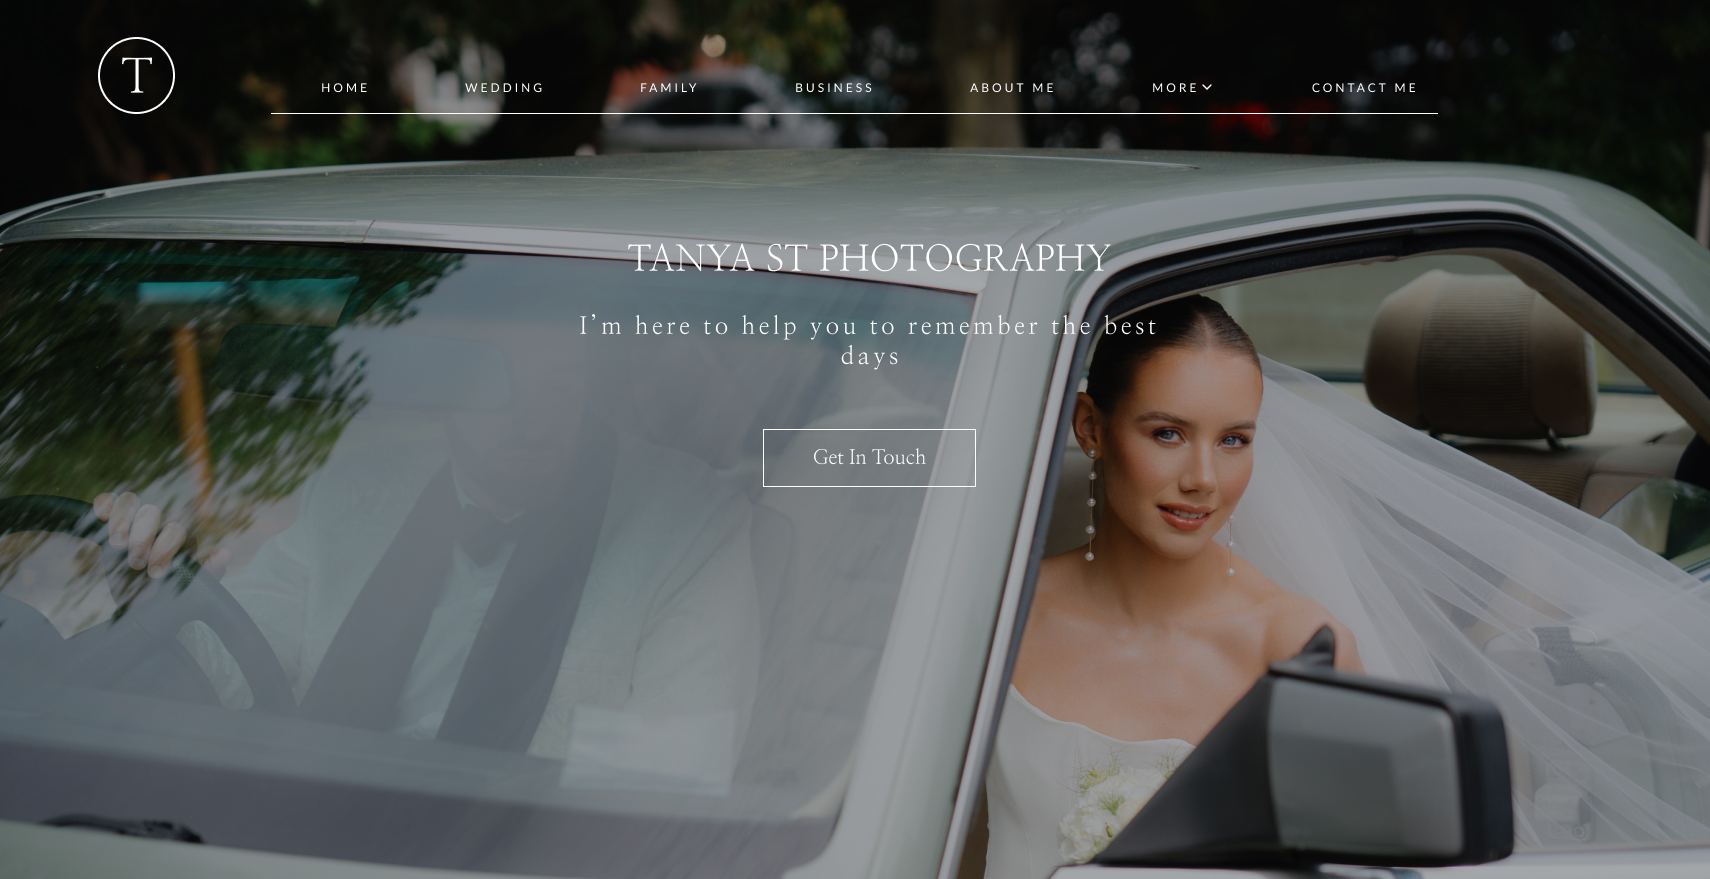 T
HOME WEDDING FAMILY BUSINESS ABOUT ME MORE CONTACT ME
TANYA ST PHOTOGRAPHY
I’m here to help you to remember the best
days
Get In Touch